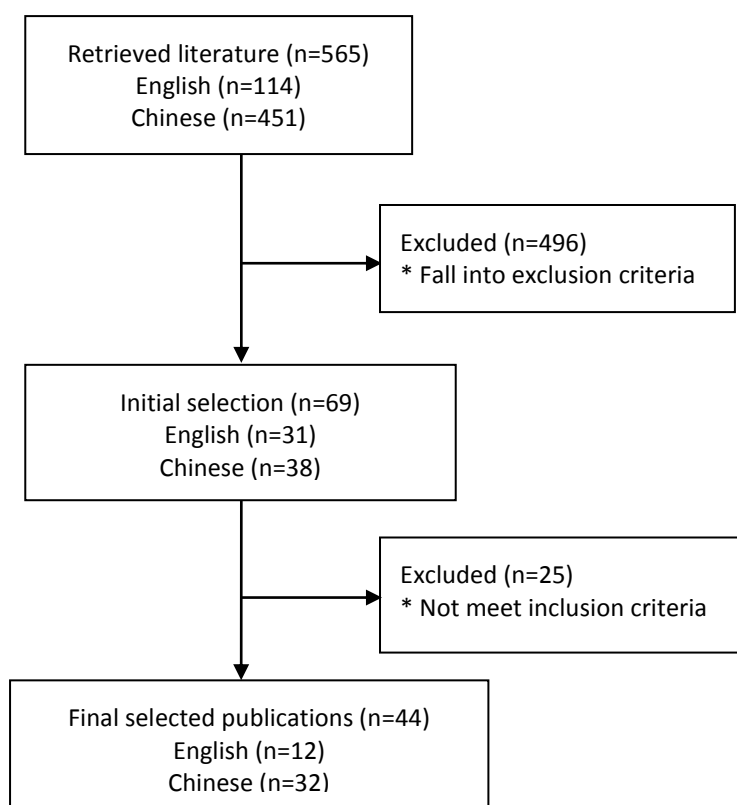 Retrieved literature (n=565)
English (n=114)
Chinese (n=451)
Excluded (n=496)
* Fall into exclusion criteria
Initial selection (n=69)
English (n=31)
Chinese (n=38)
Excluded (n=25)
* Not meet inclusion criteria
Final selected publications (n=44)
English (n=12)
Chinese (n=32)